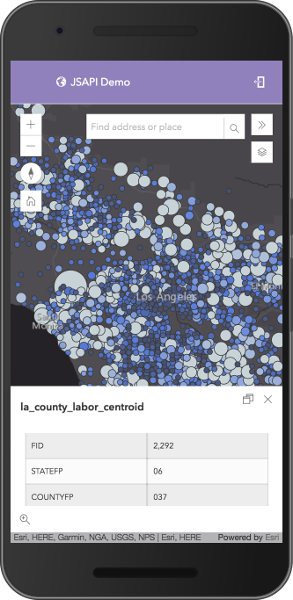 JSAPI Demo
Find address or place
Los Angeles
la_county_labor_centroid
FID 2,292
STATEFP 06
COUNTYFP 037
Esri, HERE, Garmin, NGA, USGS, NPS | Esri, HERE Powered by Esri